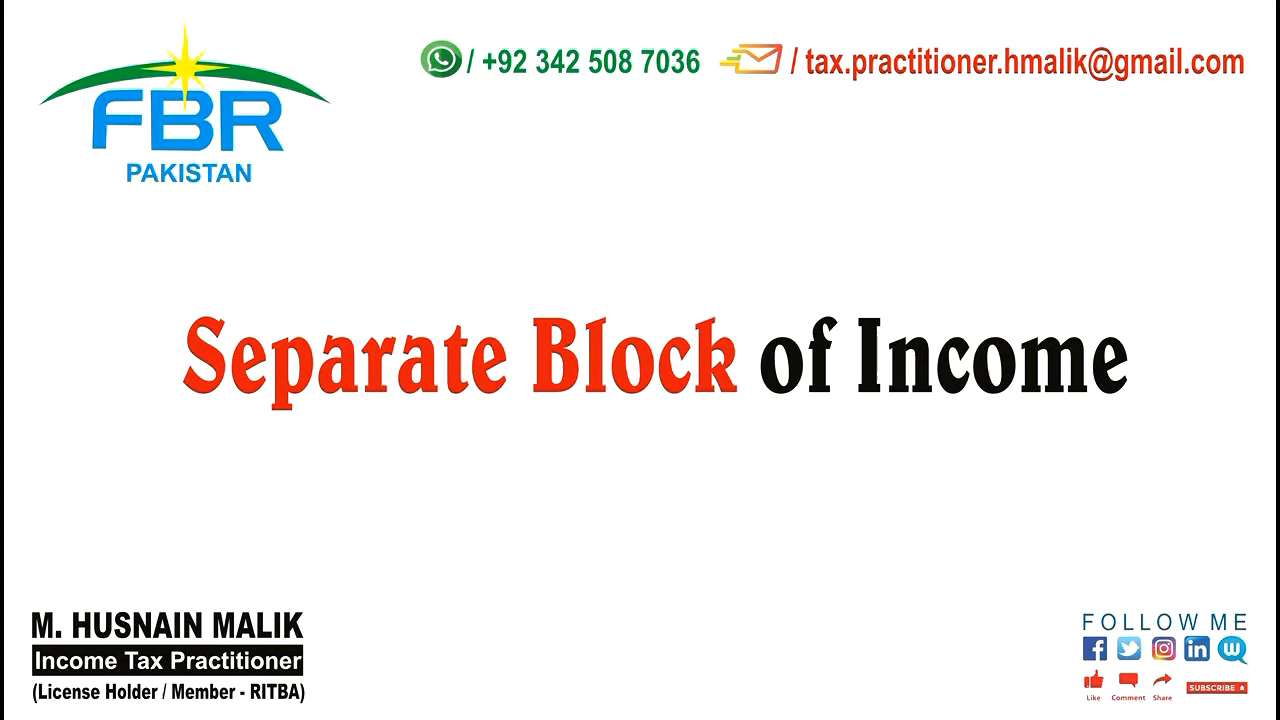 FBR
PAKISTAN
/ +92 342 508 7036 / tax.practitioner.hmalik@gmail.com
Separate Block of Income
M. HUSNAIN MALIK
Income Tax Practitioner
(License Holder / Member - RITBA)
FOLLOW ME
Like Comment Share SUBSCRIBE